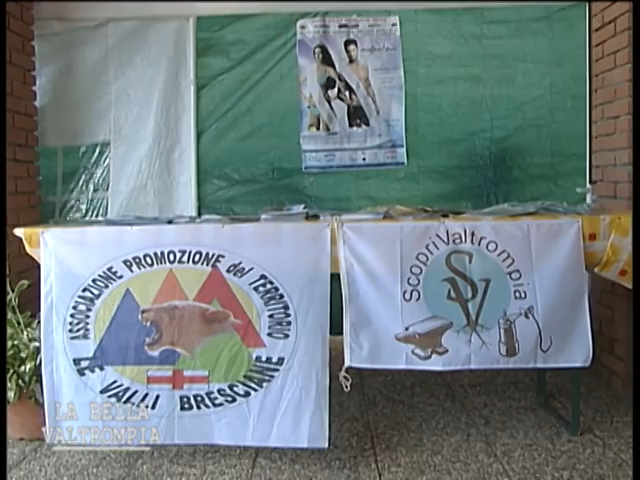 ASSOCIAZIONE PROMOZIONE del TERRITORIO
LE VALLI BRESCIANE
ScopriValtrompia
SV
LA BELLA
VALTROMPIA